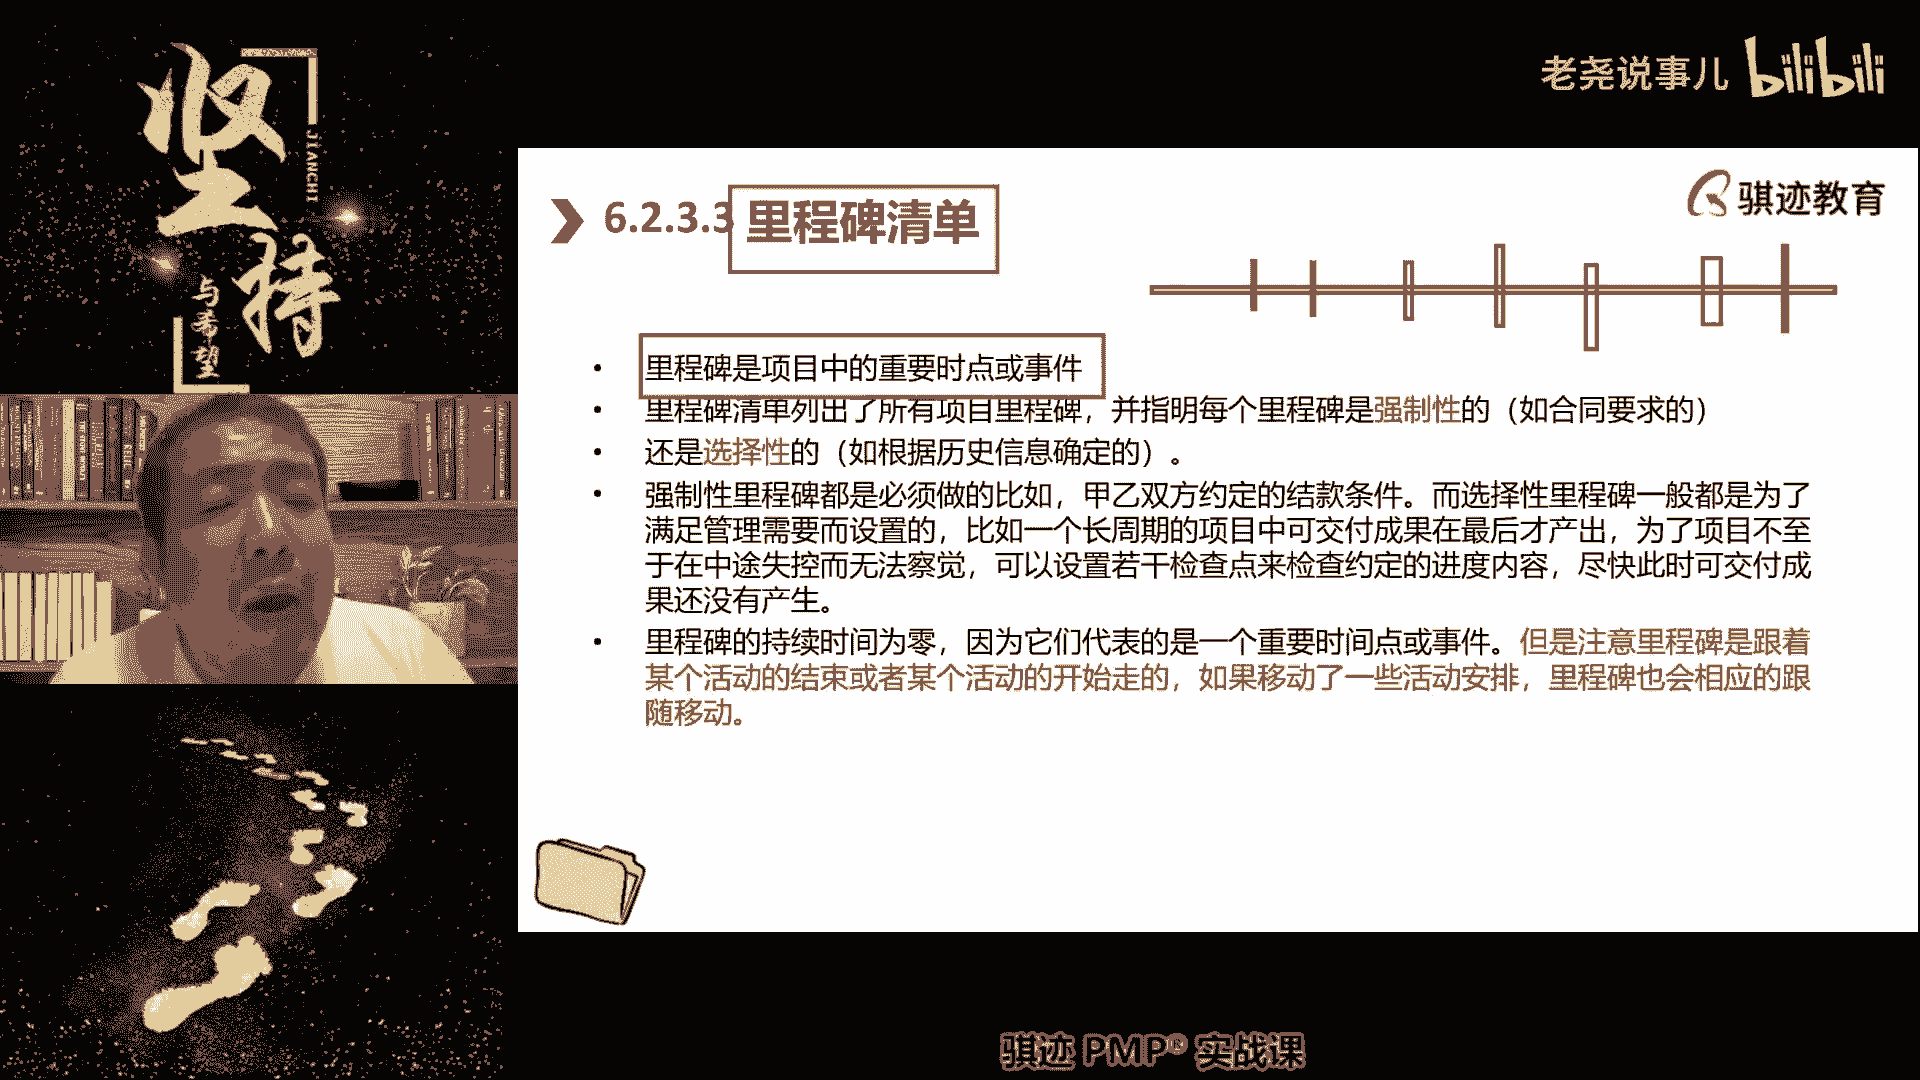 坚持
JIANCHI
与希望
老尧说事儿 bilibili
骐迹教育
6.2.3.3 里程碑清单
• 里程碑是项目中的重要时点或事件
• 里程碑清单列出了所有项目里程碑，并指明每个里程碑是强制性的（如合同要求的）
• 还是选择性的（如根据历史信息确定的）。
• 强制性里程碑都是必须做的比如，甲乙双方约定的结款条件。而选择性里程碑一般都是为了
满足管理需要而设置的，比如一个长周期的项目中可交付成果在最后才产出，为了项目不至
于在中途失控而无法察觉，可以设置若干检查点来检查约定的进度内容，尽快此时可交付成
果还没有产生。
• 里程碑的持续时间为零，因为它们代表的是一个重要时间点或事件。但是注意里程碑是跟着
某个活动的结束或者某个活动的开始走的，如果移动了一些活动安排，里程碑也会相应的跟
随移动。
骐迹 PMP® 实战课